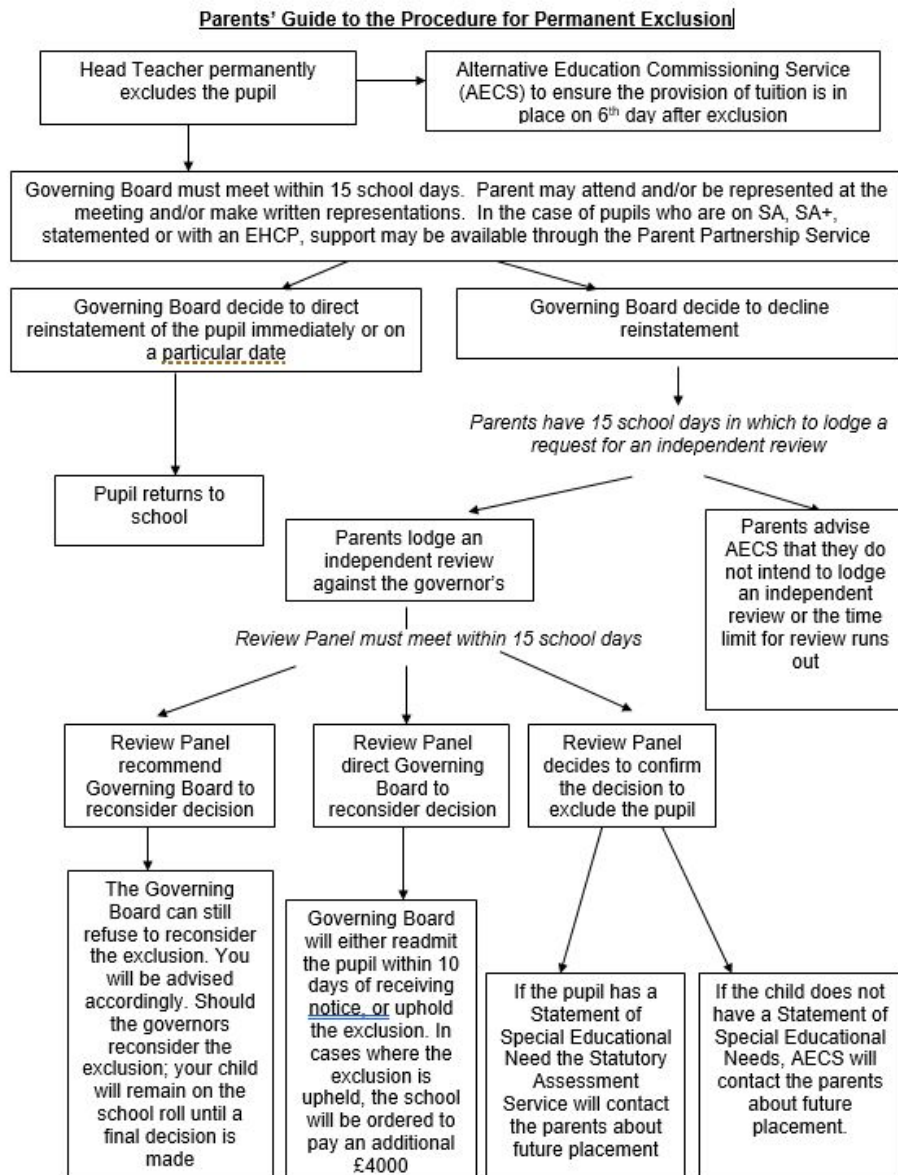 Parents' Guide to the Procedure for Permanent Exclusion
Head Teacher permanently
excludes the pupil
Alternative Education Commissioning Service
(AECS) to ensure the provision of tuition is in
place on 6th day after exclusion
Governing Board must meet within 15 school days. Parent may attend and/or be represented at the
meeting and/or make written representations. In the case of pupils who are on SA, SA+,
statemented or with an EHCP, support may be available through the Parent Partnership Service
Governing Board decide to direct
reinstatement of the pupil immediately or on
a particular date
Governing Board decide to decline
reinstatement
Parents have 15 school days in which to lodge a
request for an independent review
Pupil returns to
school
Parents lodge an
independent review
against the governor's
Parents advise
AECS that they do
not intend to lodge
an independent
review or the time
limit for review runs
out
Review Panel must meet within 15 school days
Review Panel
recommend
Governing Board to
reconsider decision
Review Panel
direct Governing
Board to
reconsider decision
Review Panel
decides to confirm
the decision to
exclude the pupil
The Governing
Board can still
refuse to reconsider
the exclusion. You
will be advised
accordingly. Should
the governors
reconsider the
exclusion; your child
will remain on the
school roll until a
final decision is
made
Governing Board
will either readmit
the pupil within 10
days of receiving
notice, or uphold
the exclusion. In
cases where the
exclusion is
upheld, the school
will be ordered to
pay an additional
£4000
If the pupil has a
Statement of
Special Educational
Need the Statutory
Assessment
Service will contact
the parents about
future placement
If the child does not
have a Statement of
Special Educational
Needs, AECS will
contact the parents
about future
placement.